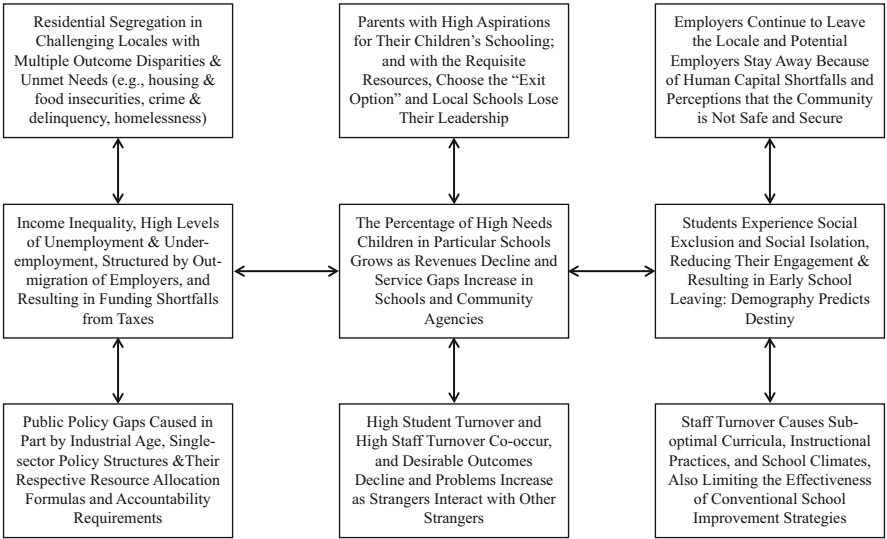 Residential Segregation in
Challenging Locales with
Multiple Outcome Disparities &
Unmet Needs (e.g., housing &
food insecurities, crime &
delinquency, homelessness)
Parents with High Aspirations
for Their Children's Schooling;
and with the Requisite
Resources, Choose the “Exit
Option” and Local Schools Lose
Their Leadership
Employers Continue to Leave
the Locale and Potential
Employers Stay Away Because
of Human Capital Shortfalls and
Perceptions that the Community
is Not Safe and Secure
Income Inequality, High Levels
of Unemployment & Under-
employment, Structured by Out-
migration of Employers, and
Resulting in Funding Shortfalls
from Taxes
The Percentage of High Needs
Children in Particular Schools
Grows as Revenues Decline and
Service Gaps Increase in
Schools and Community
Agencies
Students Experience Social
Exclusion and Social Isolation,
Reducing Their Engagement &
Resulting in Early School
Leaving: Demography Predicts
Destiny
Public Policy Gaps Caused in
Part by Industrial Age, Single-
sector Policy Structures &Their
Respective Resource Allocation
Formulas and Accountability
Requirements
High Student Turnover and
High Staff Turnover Co-occur,
and Desirable Outcomes
Decline and Problems Increase
as Strangers Interact with Other
Strangers
Staff Turnover Causes Sub-
optimal Curricula, Instructional
Practices, and School Climates,
Also Limiting the Effectiveness
of Conventional School
Improvement Strategies